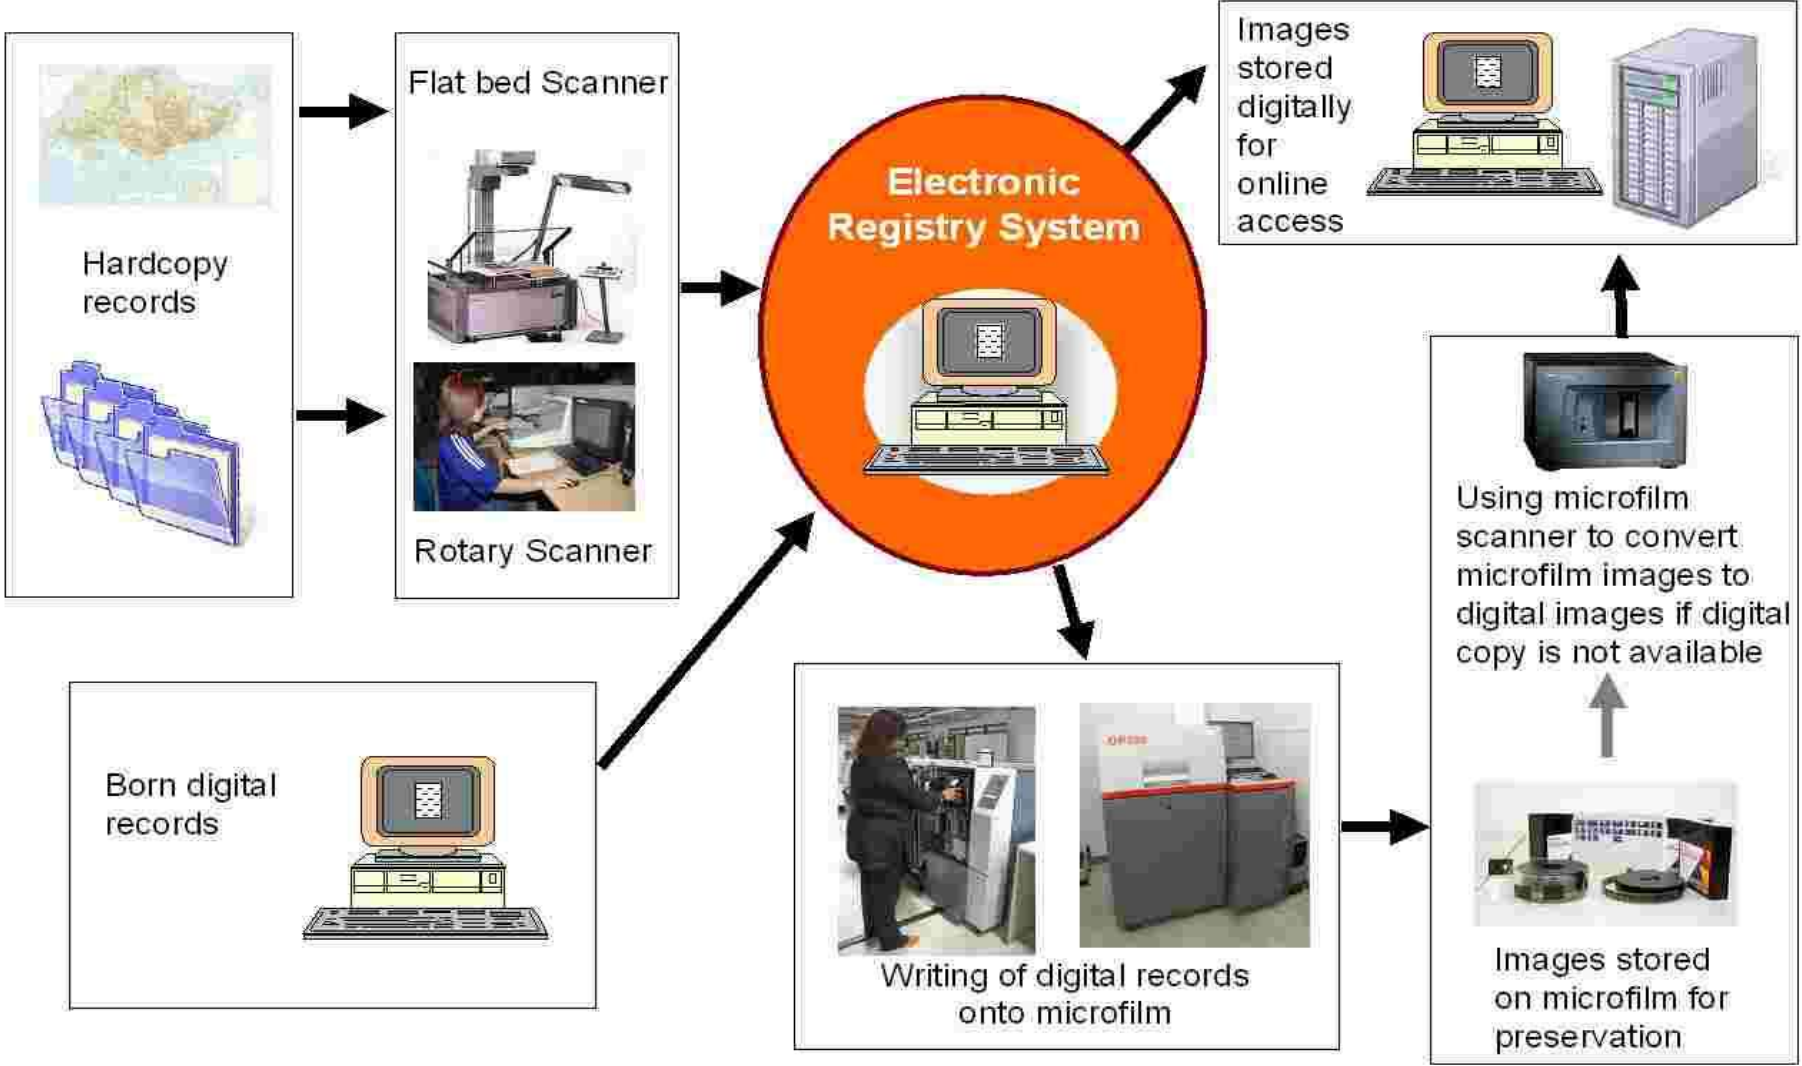 Hardcopy
records
Flat bed Scanner
Rotary Scanner
Electronic
Registry System
Images
stored
digitally
for
online
access
Born digital
records
Writing of digital records
onto microfilm
Using microfilm
scanner to convert
microfilm images to
digital images if digital
copy is not available
Images stored
on microfilm for
preservation